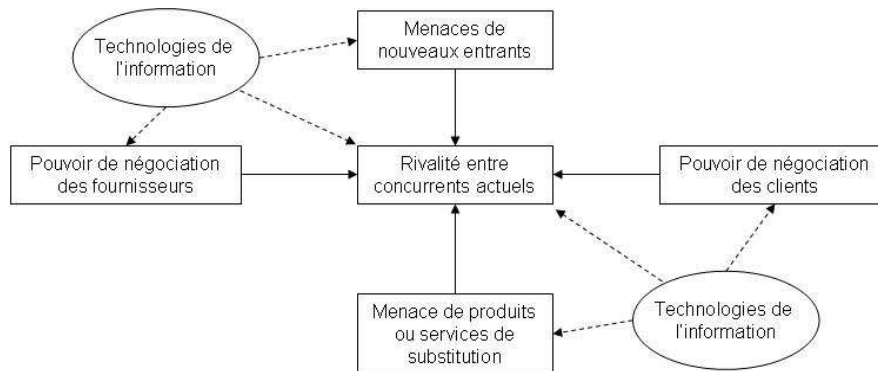 Technologies de
l'information
Menaces de
nouveaux entrants
Pouvoir de négociation
des fournisseurs
Rivalité entre
concurrents actuels
Pouvoir de négociation
des clients
Menace de produits
ou services de
substitution
Technologies de
l'information